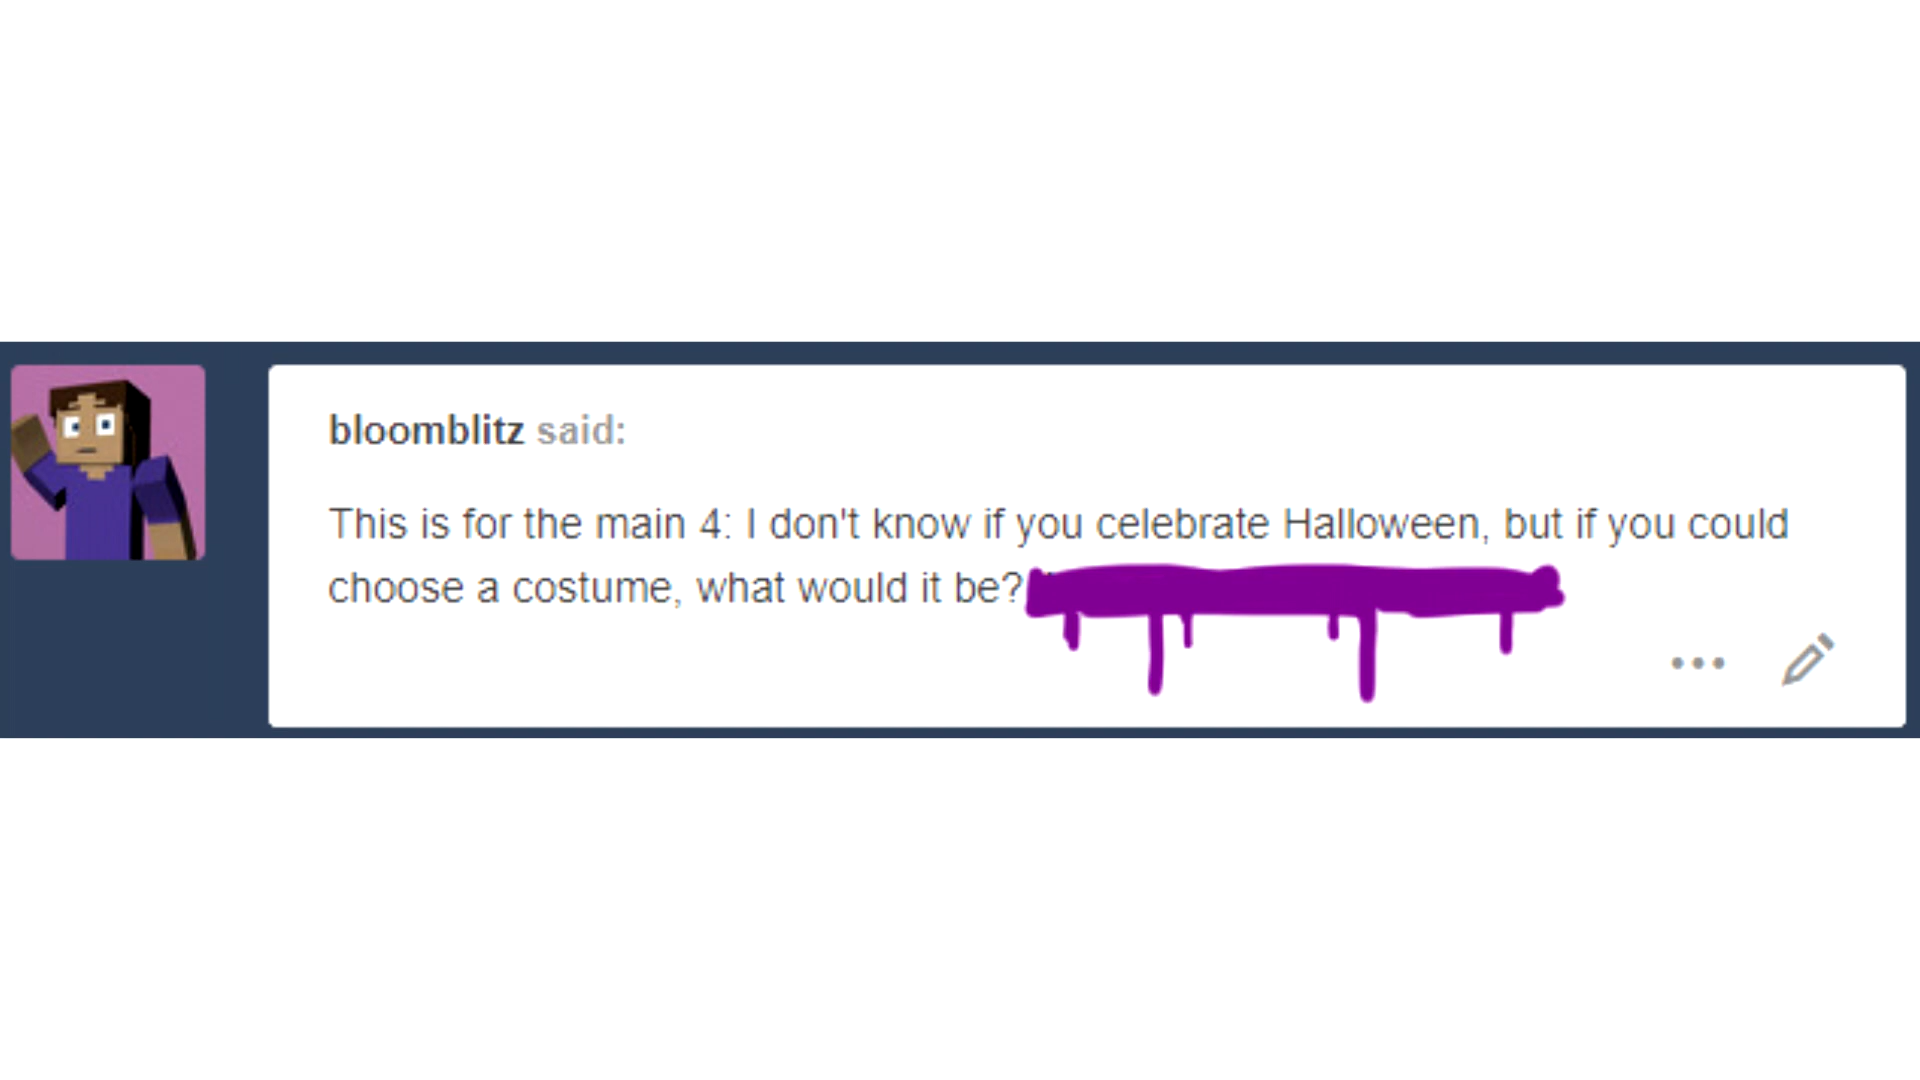 bloomblitz said:
This is for the main 4: I don't know if you celebrate Halloween, but if you could
choose a costume, what would it be?